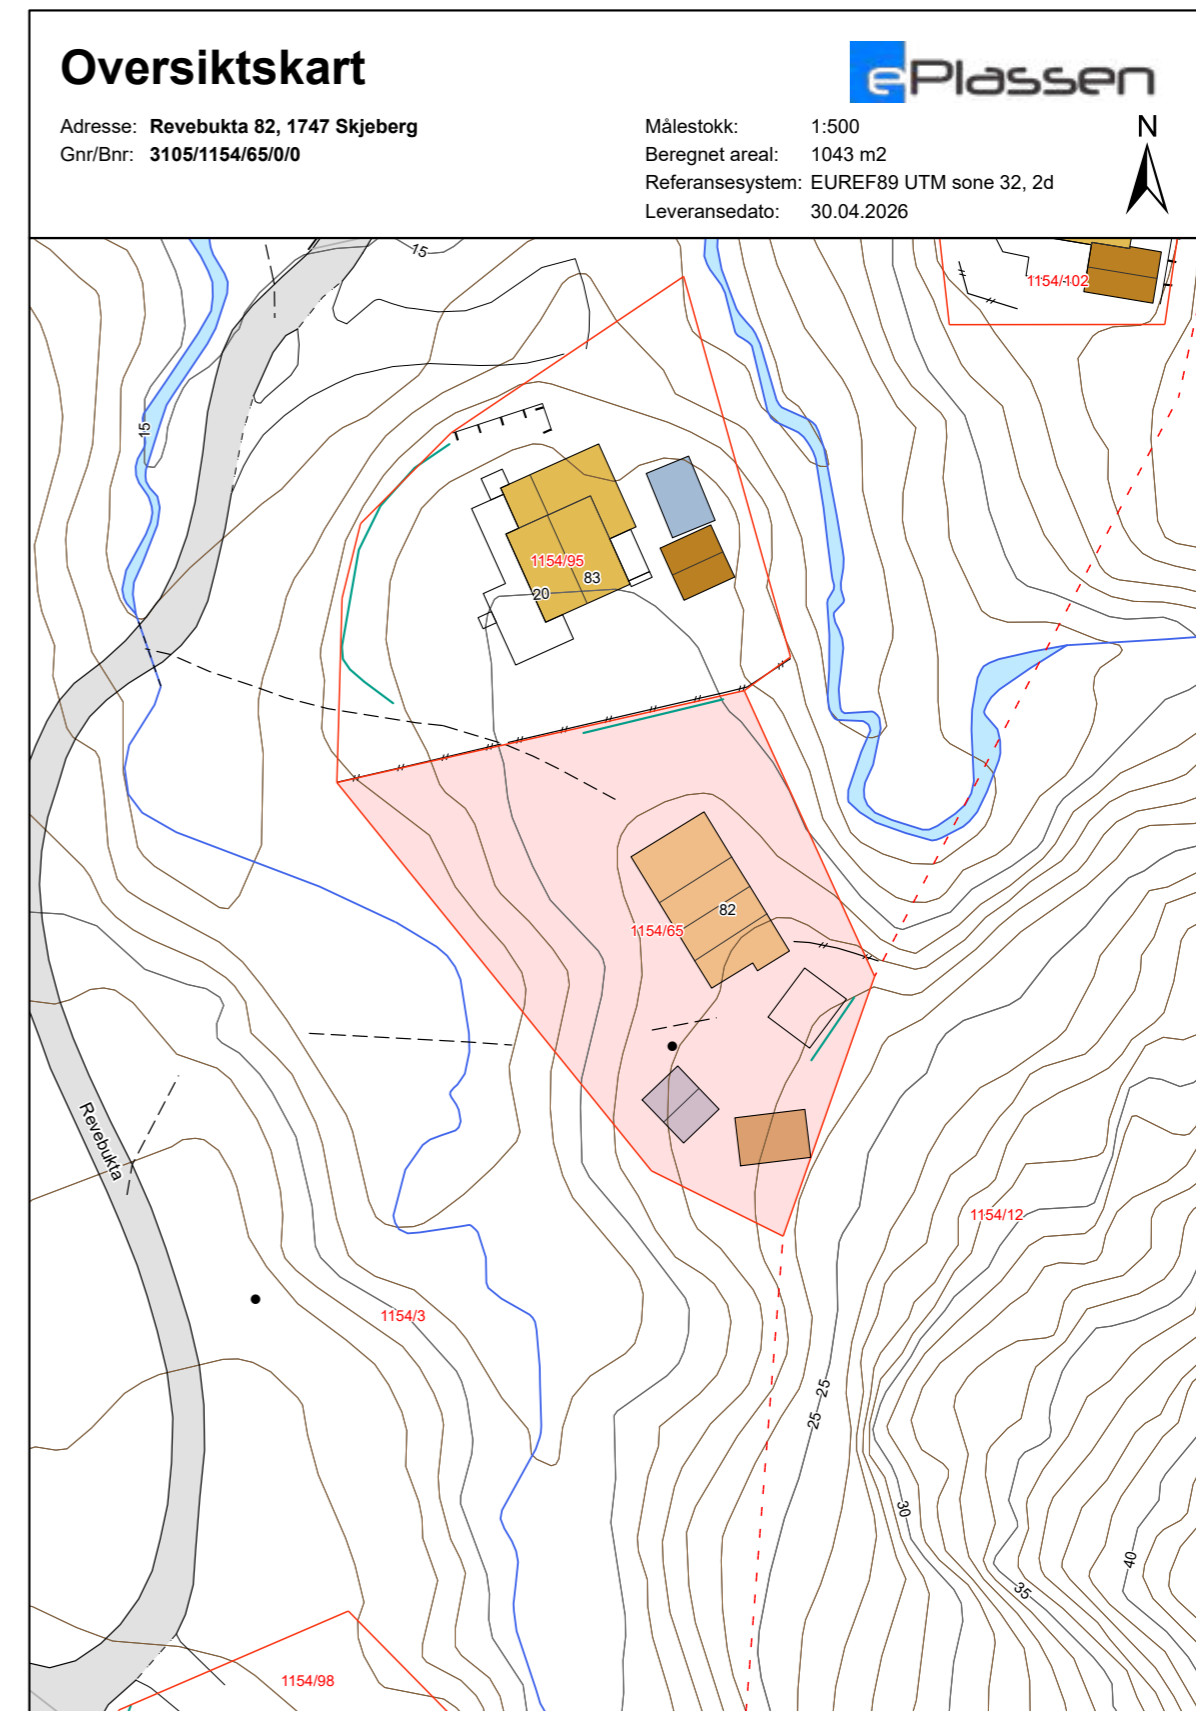 Oversiktskart
ePlassen
Adresse: Revebukta 82, 1747 Skjeberg
Gnr/Bnr: 3105/1154/65/0/0
Målestokk: 1:500
Beregnet areal: 1043 m2
Referansesystem: EUREF89 UTM sone 32, 2d
Leveransedato: 30.04.2026
N
15
1154/102
15
1154/95
83
20
82
1154/65
Revebukta
1154/12
1154/3
25
25
30
40
35
1154/98